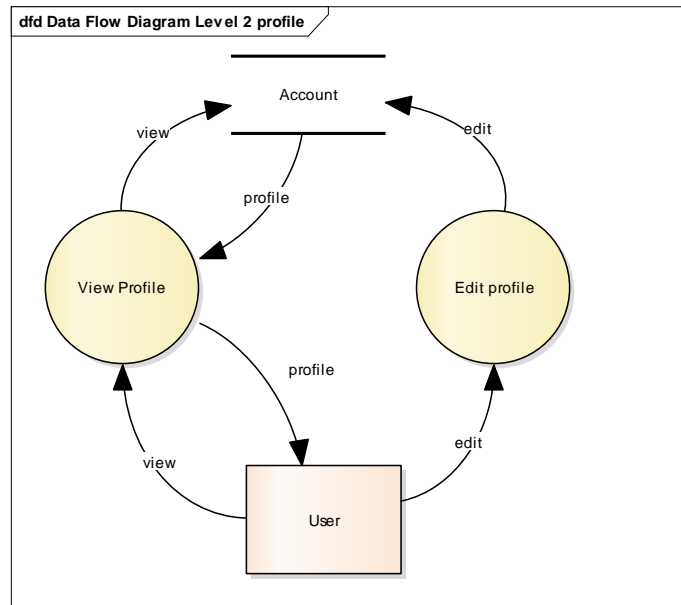 dfd Data Flow Diagram Level 2 profile
Account
view
edit
profile
View Profile
Edit profile
profile
view
edit
User